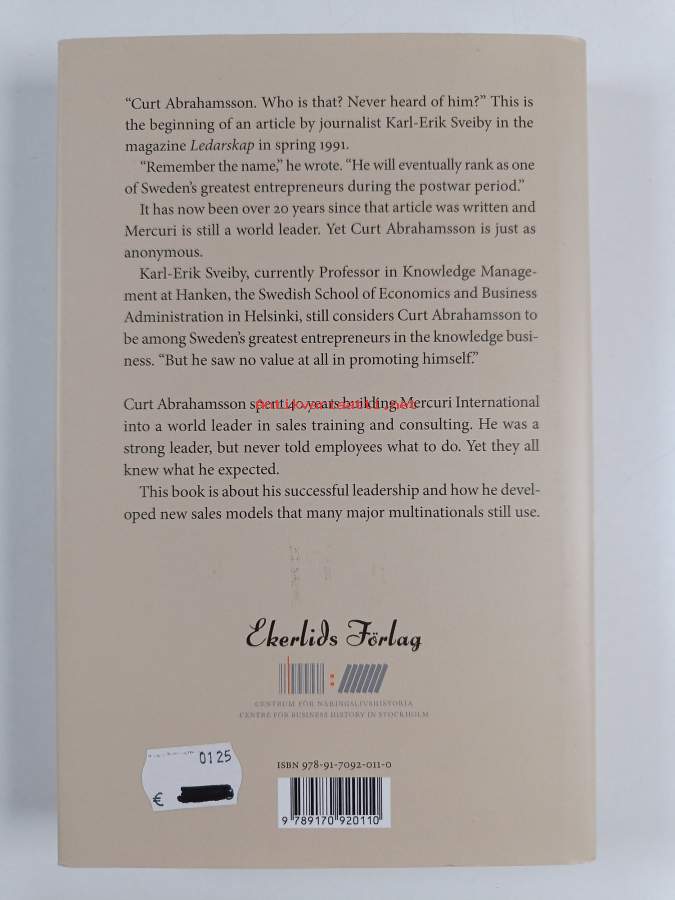 “Curt Abrahamsson. Who is that? Never heard of him?” This is
the beginning of an article by journalist Karl-Erik Sveiby in the
magazine Ledarskap in spring 1991.
“Remember the name,” he wrote. “He will eventually rank as one
of Sweden’s greatest entrepreneurs during the postwar period.”
It has now been over 20 years since that article was written and
Mercuri is still a world leader. Yet Curt Abrahamsson is just as
anonymous.
Karl-Erik Sveiby, currently Professor in Knowledge Manage-
ment at Hanken, the Swedish School of Economics and Business
Administration in Helsinki, still considers Curt Abrahamsson to
be among Sweden’s greatest entrepreneurs in the knowledge busi-
ness. “But he saw no value at all in promoting himself.”
Curt Abrahamsson spent 40 years building Mercuri International
into a world leader in sales training and consulting. He was a
strong leader, but never told employees what to do. Yet they all
knew what he expected.
This book is about his successful leadership and how he devel-
oped new sales models that many major multinationals still use.
Ekerlids Förlag
CENTRUM FÖR NÄRINGSLIVSHISTORIA
CENTRE FOR BUSINESS HISTORY IN STOCKHOLM
0125
€
ISBN 978-91-7092-011-0
9 789170 920110